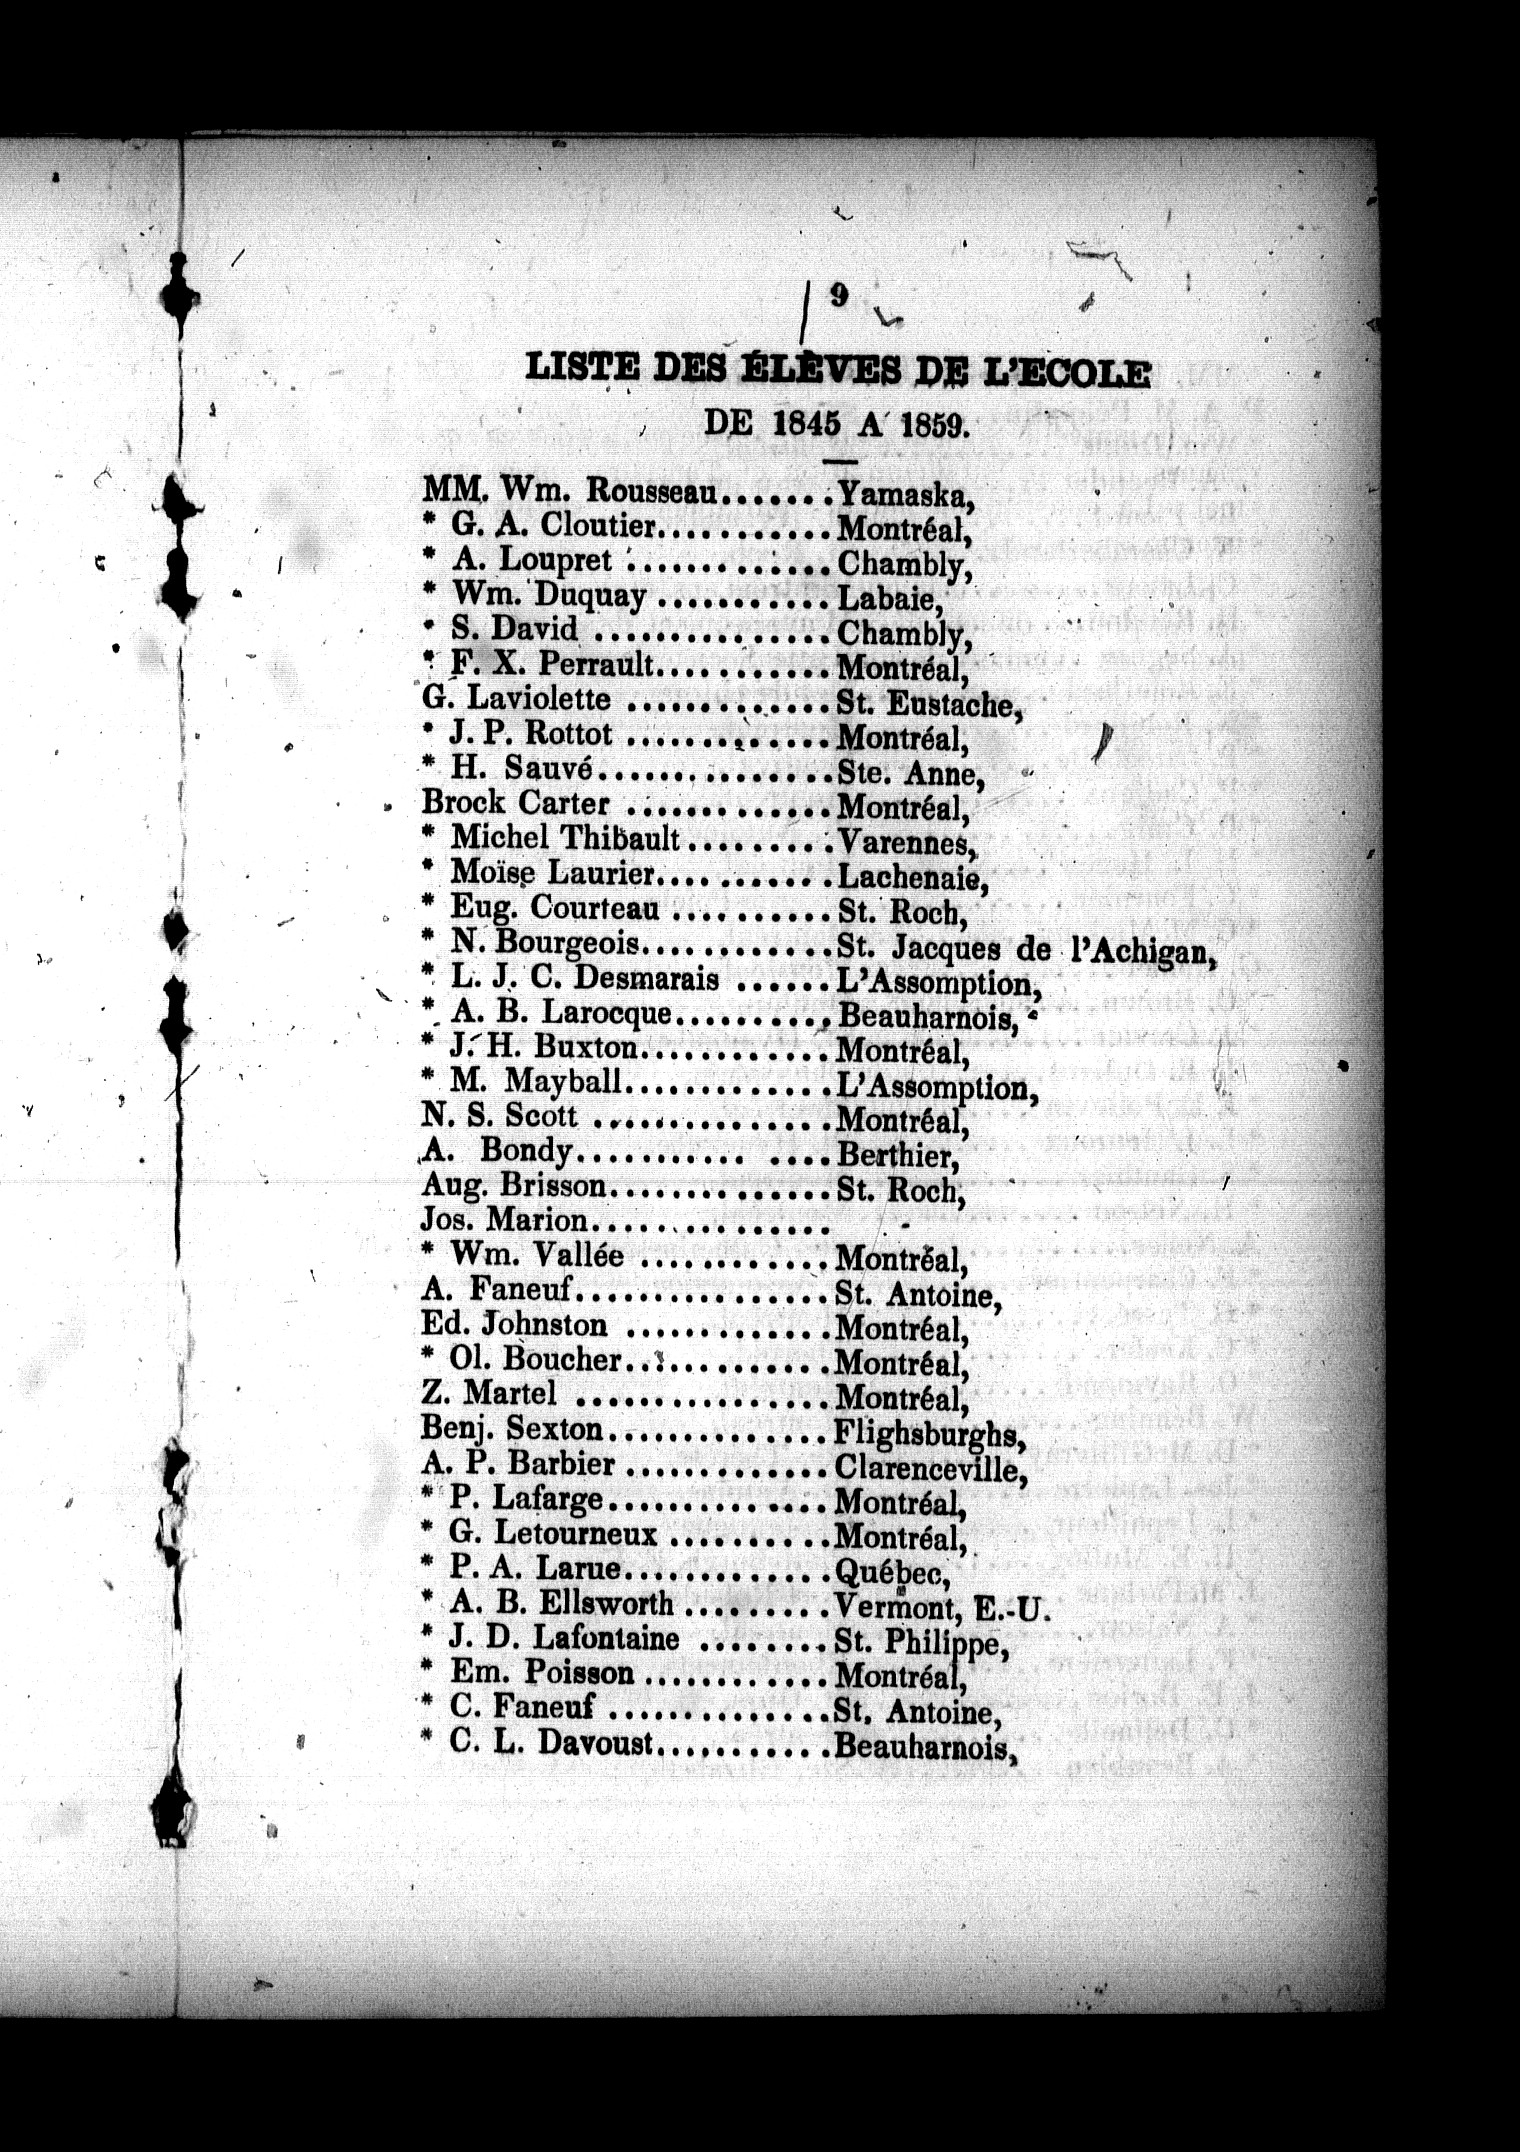 9
LISTE DES ÉLÈVES DE L'ECOLE
DE 1845 A 1859.
MM. Wm. Rousseau.......Yamaska,
* G. A. Cloutier............Montréal,
* A. Loupret ..............Chambly,
* Wm. Duquay ............Labaie,
* S. David ................Chambly,
* F. X. Perrault............Montréal,
G. Laviolette ..............St. Eustache,
* J. P. Rottot ..............Montréal,
* H. Sauvé................Ste. Anne,
Brock Carter ..............Montréal,
* Michel Thibault..........Varennes,
* Moïse Laurier............Lachenaie,
* Eug. Courteau ...........St. Roch,
* N. Bourgeois.............St. Jacques de l'Achigan,
* L. J. C. Desmarais ......L'Assomption,
* A. B. Larocque...........Beauharnois,
* J. H. Buxton.............Montréal,
* M. Mayball..............L'Assomption,
N. S. Scott ................Montréal,
A. Bondy............ ....Berthier,
Aug. Brisson...............St. Roch,
Jos. Marion................
* Wm. Vallée .............Montréal,
A. Faneuf.................St. Antoine,
Ed. Johnston ..............Montréal,
* Ol. Boucher..............Montréal,
Z. Martel .................Montréal,
Benj. Sexton...............Flighsburghs,
A. P. Barbier ..............Clarenceville,
* P. Lafarge...............Montréal,
* G. Letourneux ...........Montréal,
* P. A. Larue..............Québec,
* A. B. Ellsworth ..........Vermont, E.-U.
* J. D. Lafontaine .........St. Philippe,
* Em. Poisson .............Montréal,
* C. Faneuf ...............St. Antoine,
* C. L. Davoust............Beauharnois,